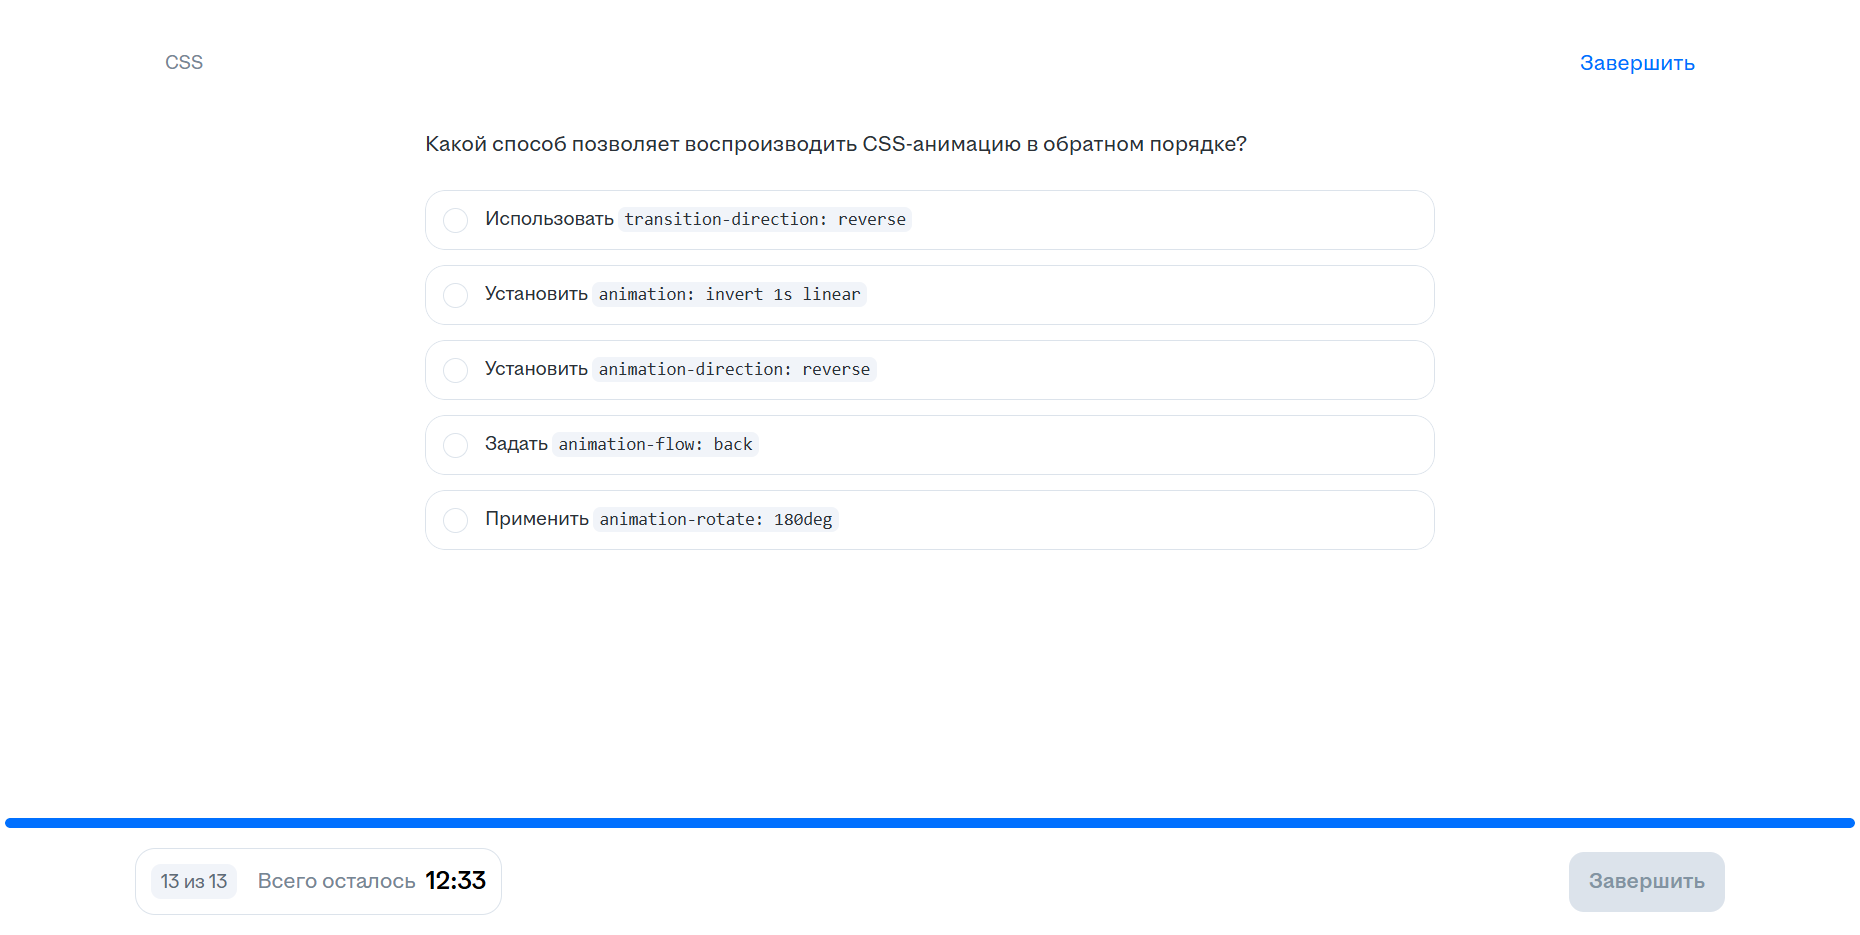 CSS
Завершить
Какой способ позволяет воспроизводить CSS-анимацию в обратном порядке?
Использовать transition-direction: reverse
Установить animation: invert 1s linear
Установить animation-direction: reverse
Задать animation-flow: back
Применить animation-rotate: 180deg
13 из 13 Всего осталось 12:33
Завершить